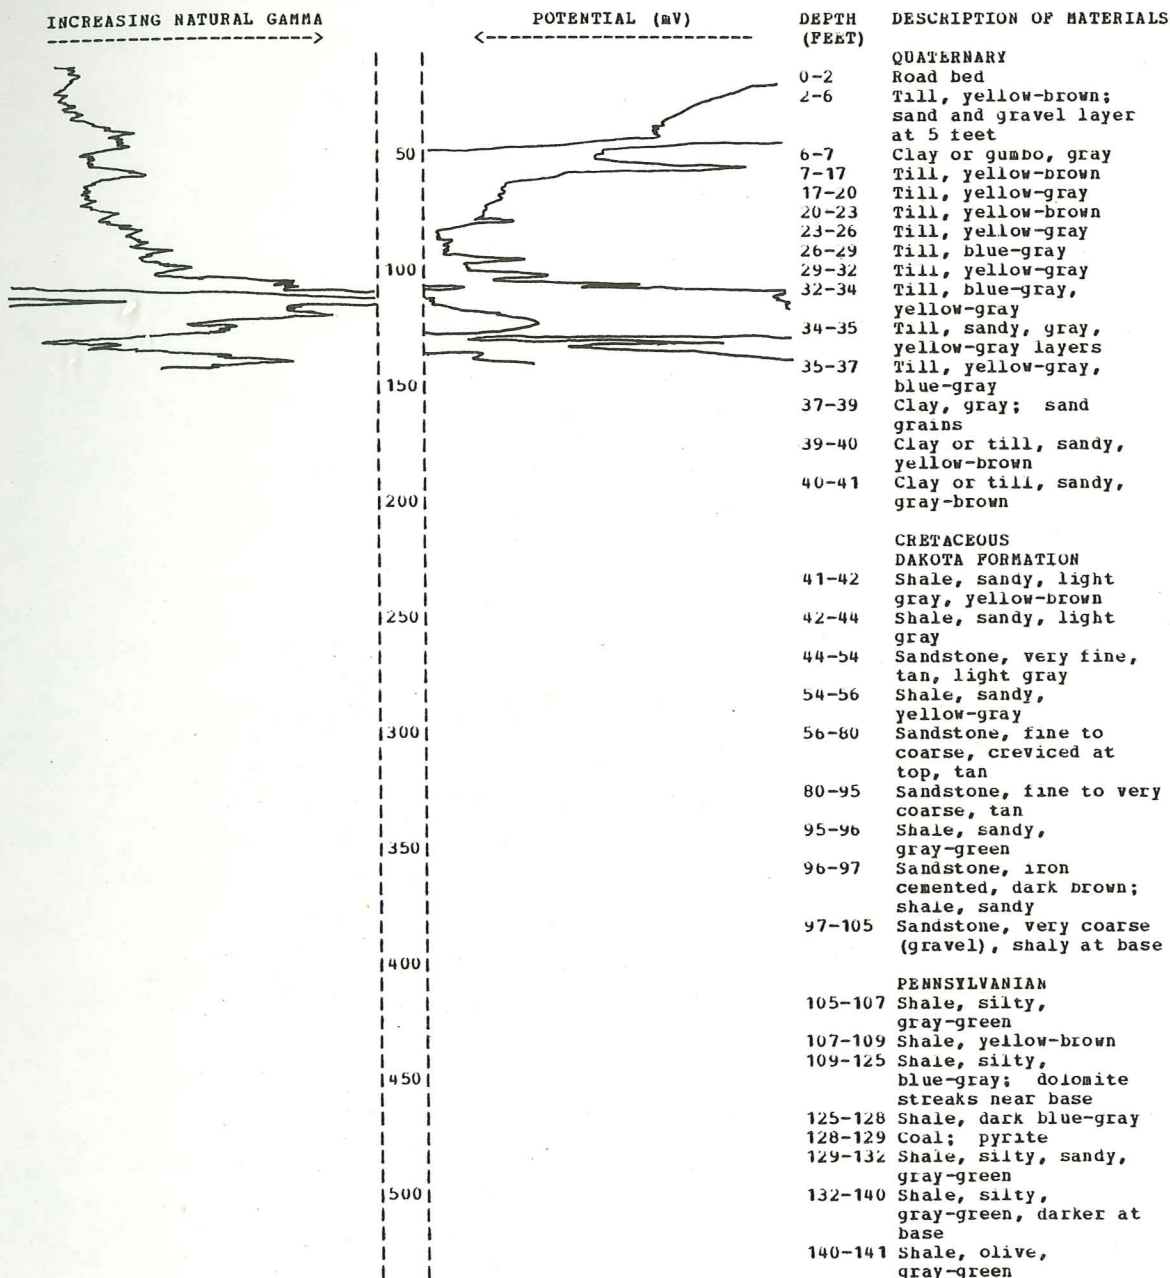 INCREASING NATURAL GAMMA
POTENTIAL (mV)
DEPTH
(FEET)
DESCRIPTION OF MATERIALS
50
100
150
200
250
300
350
400
450
500
QUATERNARY
0-2 Road bed
2-6 Till, yellow-brown;
sand and gravel layer
at 5 feet
6-7 Clay or gumbo, gray
7-17 Till, yellow-brown
17-20 Till, yellow-gray
20-23 Till, yellow-brown
23-26 Till, yellow-gray
26-29 Till, blue-gray
29-32 Till, yellow-gray
32-34 Till, blue-gray,
yellow-gray
34-35 Till, sandy, gray,
yellow-gray layers
35-37 Till, yellow-gray,
blue-gray
37-39 Clay, gray; sand
grains
39-40 Clay or till, sandy,
yellow-brown
40-41 Clay or till, sandy,
gray-brown
CRETACEOUS
DAKOTA FORMATION
41-42 Shale, sandy, light
gray, yellow-brown
42-44 Shale, sandy, light
gray
44-54 Sandstone, very fine,
tan, light gray
54-56 Shale, sandy,
yellow-gray
56-80 Sandstone, fine to
coarse, creviced at
top, tan
80-95 Sandstone, fine to very
coarse, tan
95-96 Shale, sandy,
gray-green
96-97 Sandstone, iron
cemented, dark brown;
shale, sandy
97-105 Sandstone, very coarse
(gravel), shaly at base
PENNSYLVANIAN
105-107 Shale, silty,
gray-green
107-109 Shale, yellow-brown
109-125 Shale, silty,
blue-gray; dolomite
streaks near base
125-128 Shale, dark blue-gray
128-129 Coal; pyrite
129-132 Shale, silty, sandy,
gray-green
132-140 Shale, silty,
gray-green, darker at
base
140-141 Shale, olive,
gray-green